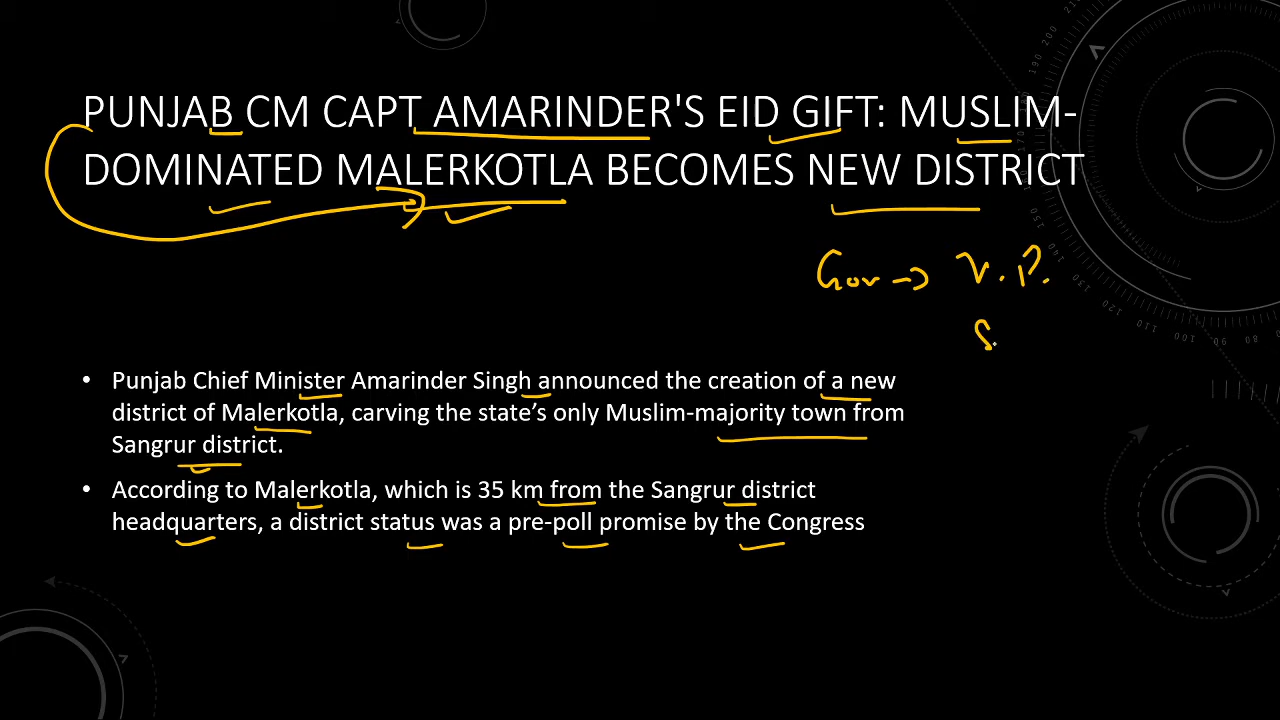 PUNJAB CM CAPT AMARINDER'S EID GIFT: MUSLIM-
DOMINATED MALERKOTLA BECOMES NEW DISTRICT
Gov → V.P.
S
• Punjab Chief Minister Amarinder Singh announced the creation of a new
district of Malerkotla, carving the state’s only Muslim-majority town from
Sangrur district.
• According to Malerkotla, which is 35 km from the Sangrur district
headquarters, a district status was a pre-poll promise by the Congress